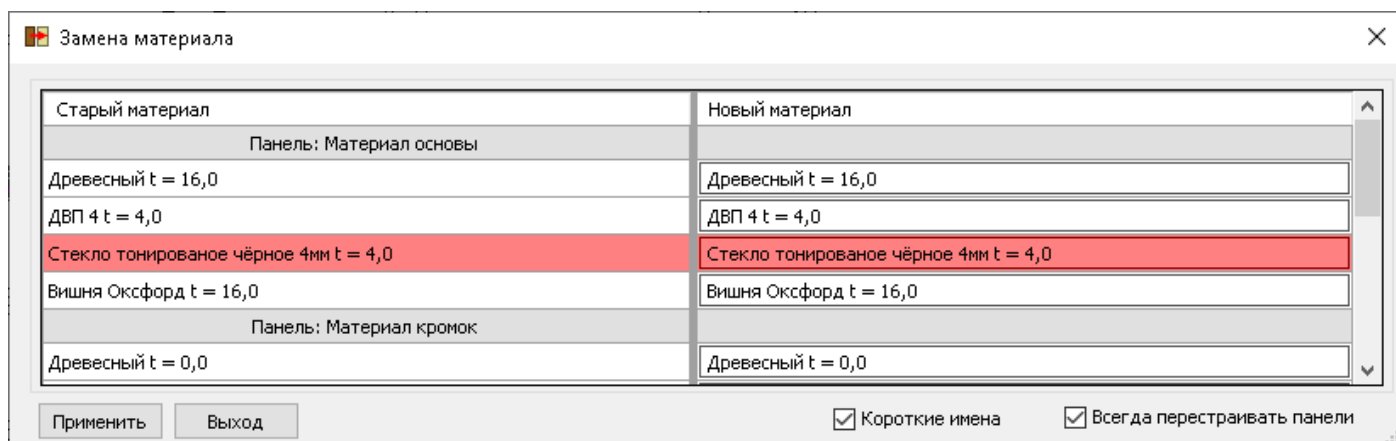 Замена материала
Старый материал Новый материал
Панель: Материал основы
Древесный t = 16,0 Древесный t = 16,0
ДВП 4 t = 4,0 ДВП 4 t = 4,0
Стекло тонированое чёрное 4мм t = 4,0 Стекло тонированое чёрное 4мм t = 4,0
Вишня Оксфорд t = 16,0 Вишня Оксфорд t = 16,0
Панель: Материал кромок
Древесный t = 0,0 Древесный t = 0,0
Применить Выход Короткие имена Всегда перестраивать панели